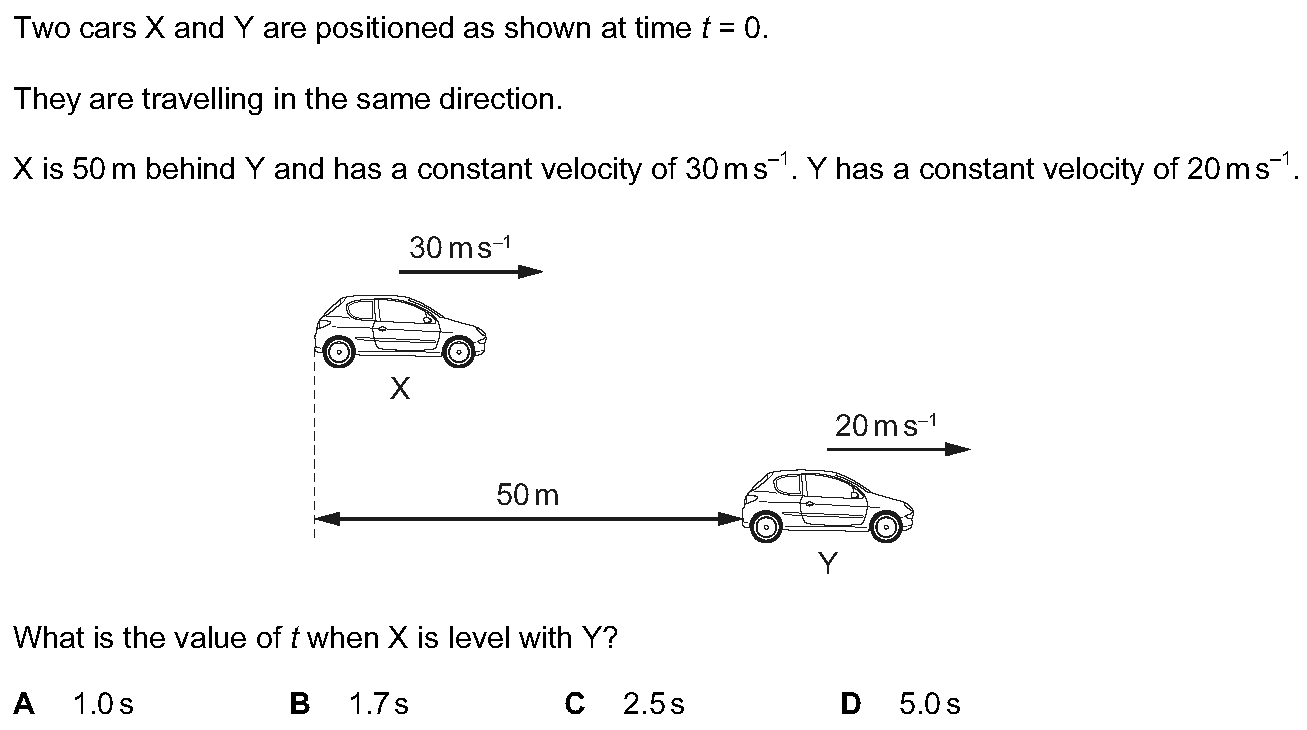 Two cars X and Y are positioned as shown at time t = 0.
They are travelling in the same direction.
X is 50 m behind Y and has a constant velocity of 30 m s⁻¹. Y has a constant velocity of 20 m s⁻¹.
30 m s⁻¹
X
20 m s⁻¹
50 m
Y
What is the value of t when X is level with Y?
A 1.0 s B 1.7 s C 2.5 s D 5.0 s